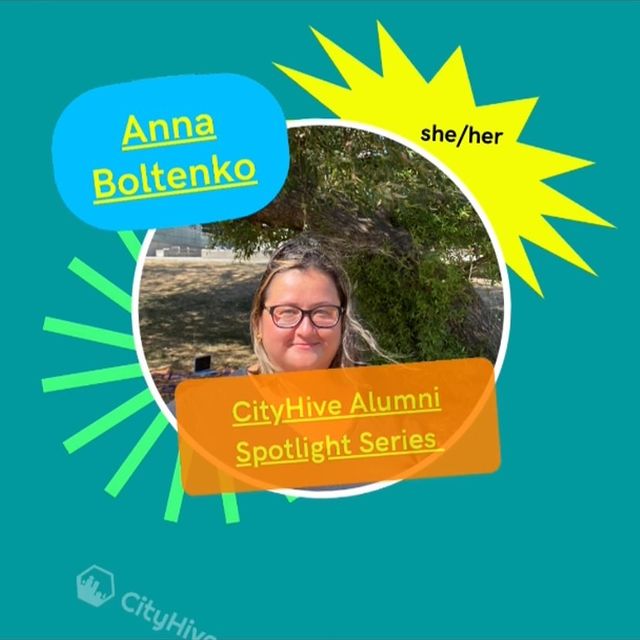 Anna
Boltenko
she/her
CityHive Alumni
Spotlight Series
CityHive